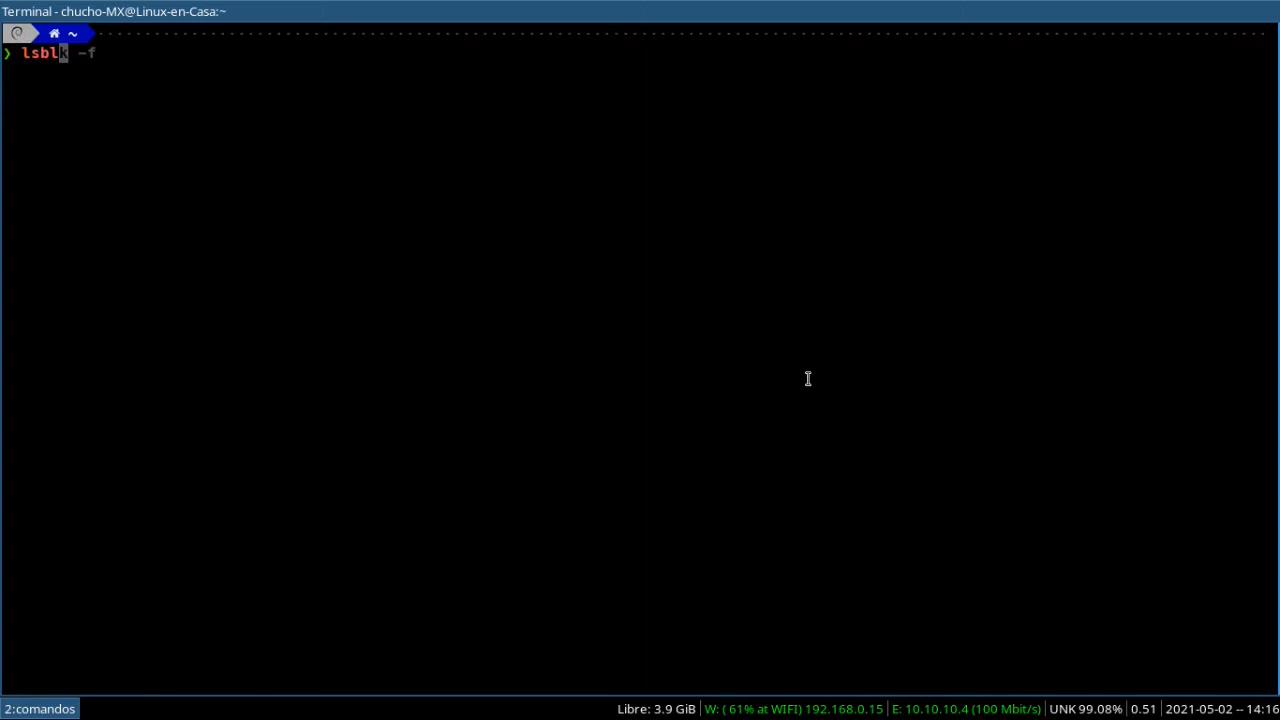 Terminal - chucho-MX@Linux-en-Casa:~
~
❯ lsblk -f
2:comandos
Libre: 3.9 GiB | W: ( 61% at WIFI) 192.168.0.15 | E: 10.10.10.4 (100 Mbit/s) | UNK 99.08% | 0.51 | 2021-05-02 -- 14:16